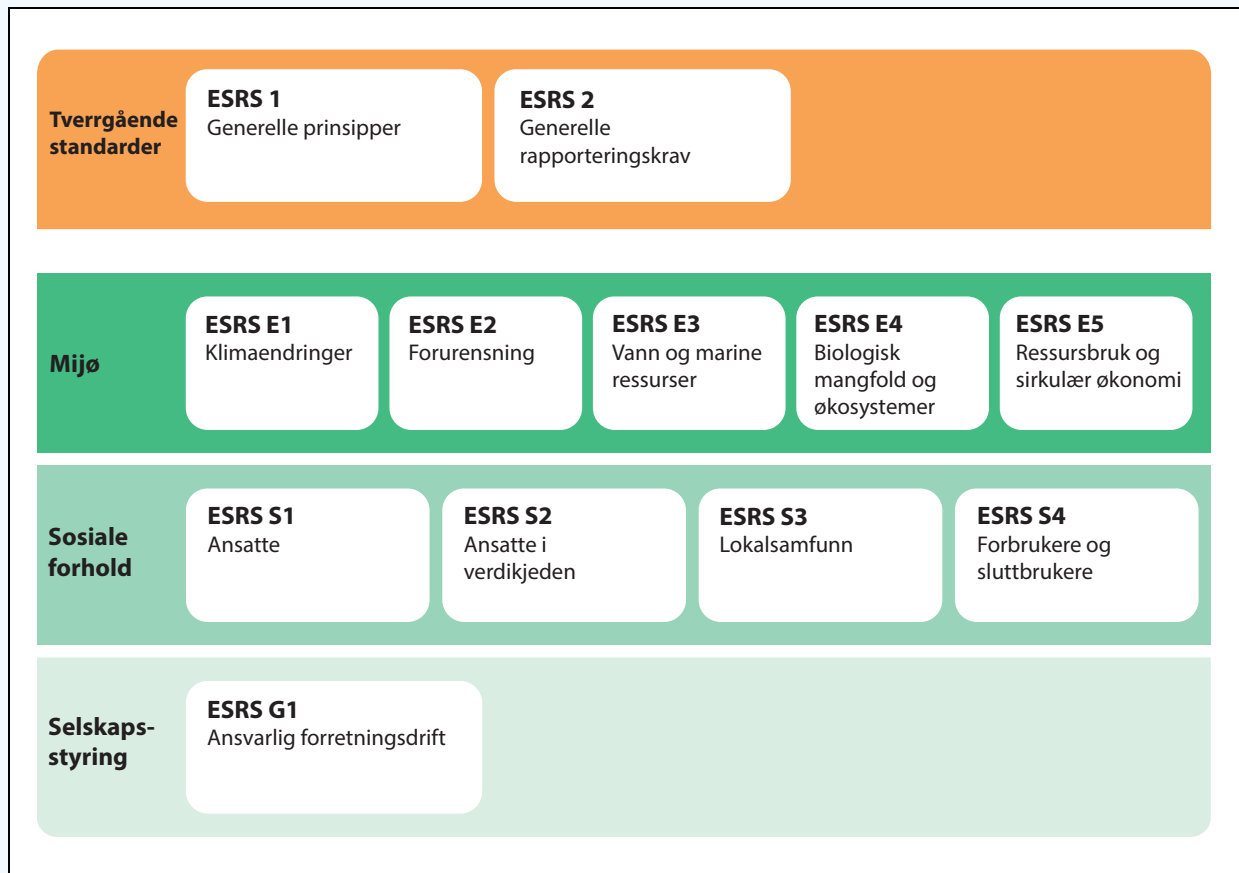 Tverrgående
standarder
ESRS 1
Generelle prinsipper
ESRS 2
Generelle
rapporteringskrav
Mijø
ESRS E1
Klimaendringer
ESRS E2
Forurensning
ESRS E3
Vann og marine
ressurser
ESRS E4
Biologisk
mangfold og
økosystemer
ESRS E5
Ressursbruk og
sirkulær økonomi
Sosiale
forhold
ESRS S1
Ansatte
ESRS S2
Ansatte i
verdikjeden
ESRS S3
Lokalsamfunn
ESRS S4
Forbrukere og
sluttbrukere
Selskaps-
styring
ESRS G1
Ansvarlig forretningsdrift